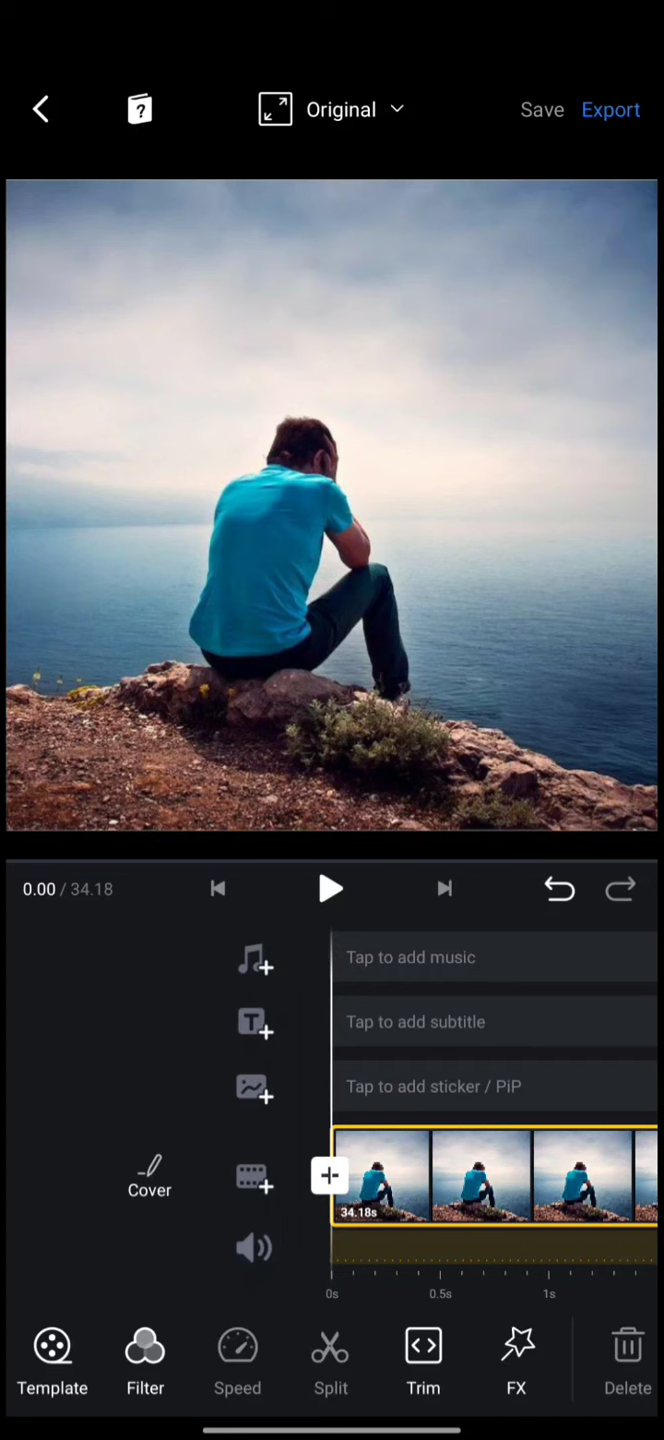 Original
Save Export
0.00 / 34.18
Tap to add music
Tap to add subtitle
Tap to add sticker / PiP
Cover
34.18s
0s 0.5s 1s
Template Filter Speed Split Trim FX Delete